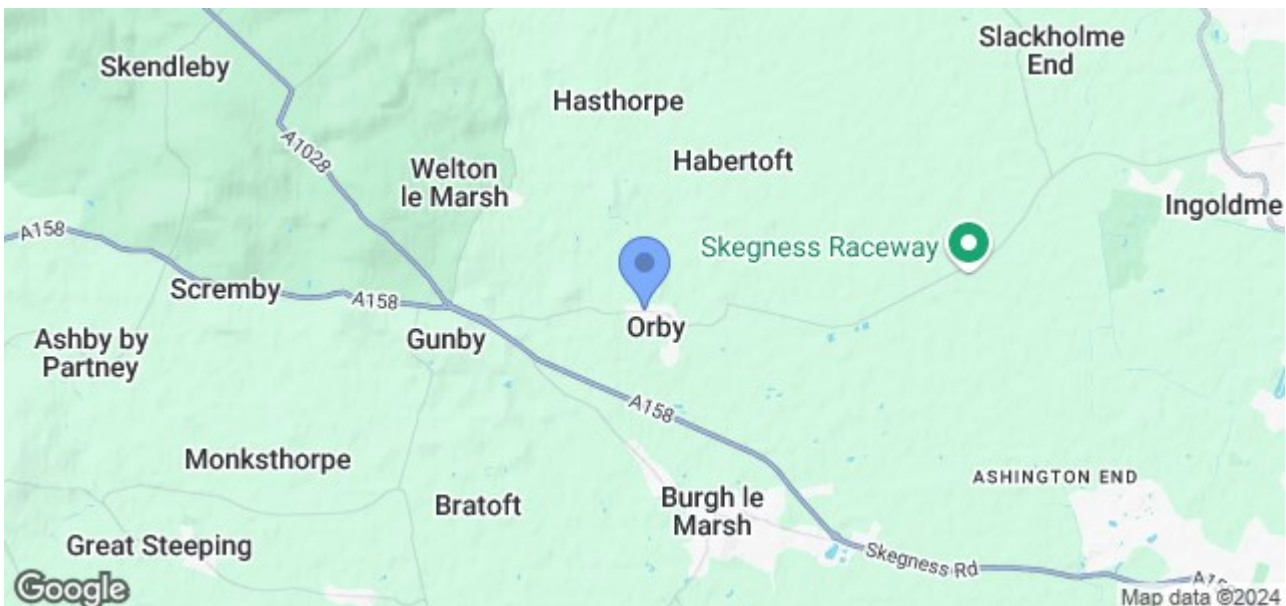 Slackholme
End
Skendleby
Hasthorpe
A1028
Welton
le Marsh
Habertoft
Ingoldme
A158
Skegness Raceway
Scremby
A158
Orby
Gunby
Ashby by
Partney
A158
Monksthorpe
ASHINGTON END
Bratoft
Burgh le
Marsh
Great Steeping
Skegness Rd
Google
Map data ©2024